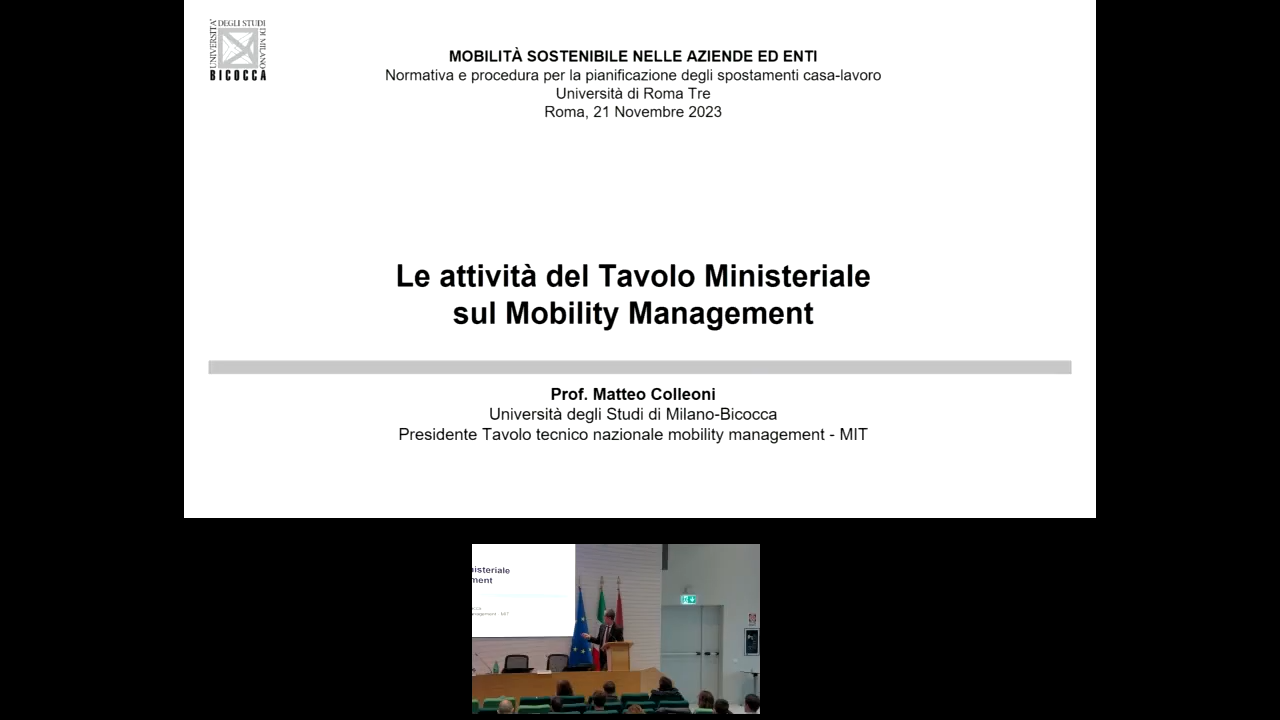 UNIVERSITA'
DEGLI STUDI
DI MILANO
BICOCCA
MOBILITÀ SOSTENIBILE NELLE AZIENDE ED ENTI
Normativa e procedura per la pianificazione degli spostamenti casa-lavoro
Università di Roma Tre
Roma, 21 Novembre 2023
Le attività del Tavolo Ministeriale
sul Mobility Management
Prof. Matteo Colleoni
Università degli Studi di Milano-Bicocca
Presidente Tavolo tecnico nazionale mobility management - MIT
nisteriale
ment